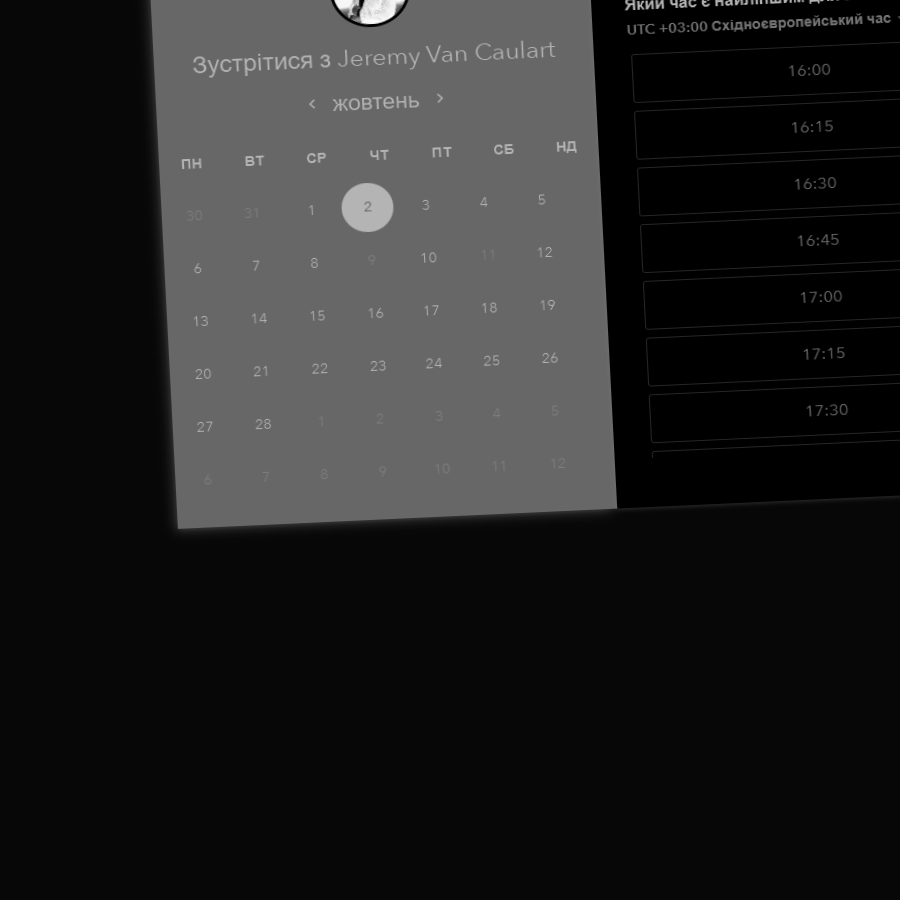 Зустрітися з Jeremy Van Caulart
‹ жовтень ›
ПН ВТ СР ЧТ ПТ СБ НД
30 31 1 2 3 4 5
6 7 8 9 10 11 12
13 14 15 16 17 18 19
20 21 22 23 24 25 26
27 28 1 2 3 4 5
6 7 8 9 10 11 12
Який час є найліпшим
UTC +03:00 Східноєвропейський час
16:00
16:15
16:30
16:45
17:00
17:15
17:30